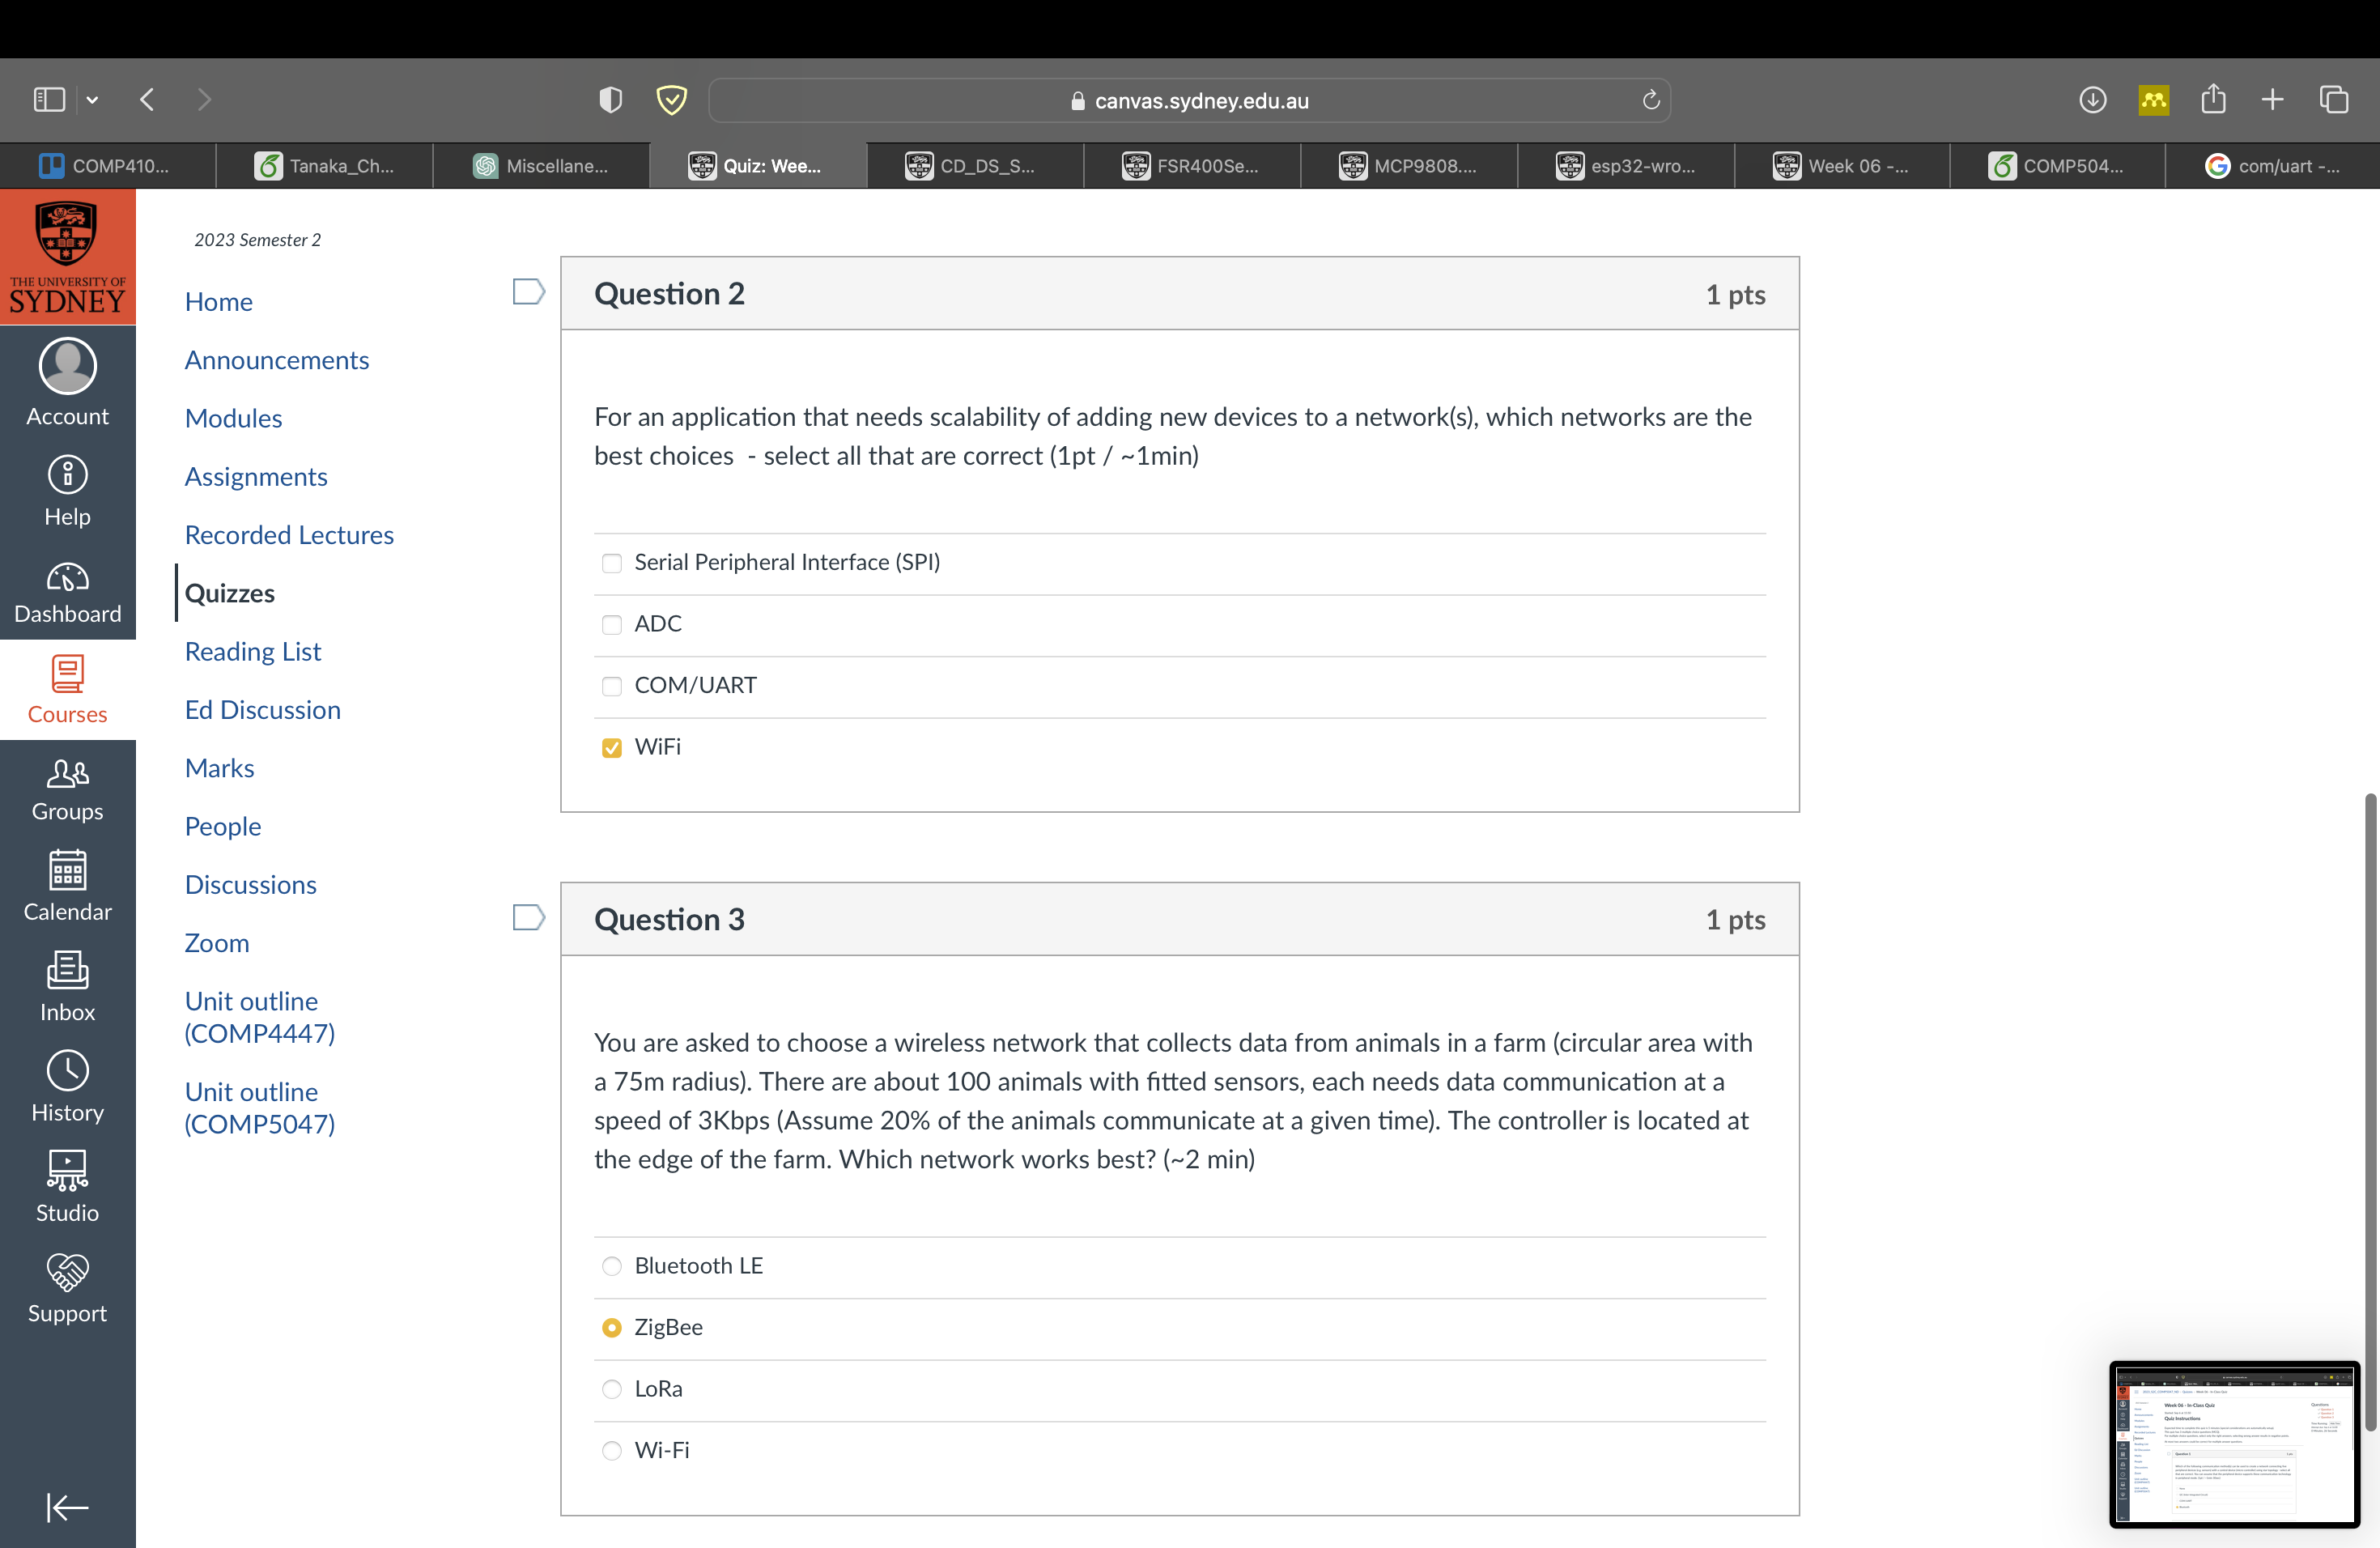 canvas.sydney.edu.au
COMP410...
Tanaka_Ch...
Miscellane...
Quiz: Wee...
CD_DS_S...
FSR400Se...
MCP9808....
esp32-wro...
Week 06 -...
COMP504...
com/uart -...
THE UNIVERSITY OF
SYDNEY
Account
Help
Dashboard
Courses
Groups
Calendar
Inbox
History
Studio
Support
2023 Semester 2
Home
Announcements
Modules
Assignments
Recorded Lectures
Quizzes
Reading List
Ed Discussion
Marks
People
Discussions
Zoom
Unit outline
(COMP4447)
Unit outline
(COMP5047)
Question 2
1 pts
For an application that needs scalability of adding new devices to a network(s), which networks are the
best choices - select all that are correct (1pt / ~1min)
Serial Peripheral Interface (SPI)
ADC
COM/UART
WiFi
Question 3
1 pts
You are asked to choose a wireless network that collects data from animals in a farm (circular area with
a 75m radius). There are about 100 animals with fitted sensors, each needs data communication at a
speed of 3Kbps (Assume 20% of the animals communicate at a given time). The controller is located at
the edge of the farm. Which network works best? (~2 min)
Bluetooth LE
ZigBee
LoRa
Wi-Fi